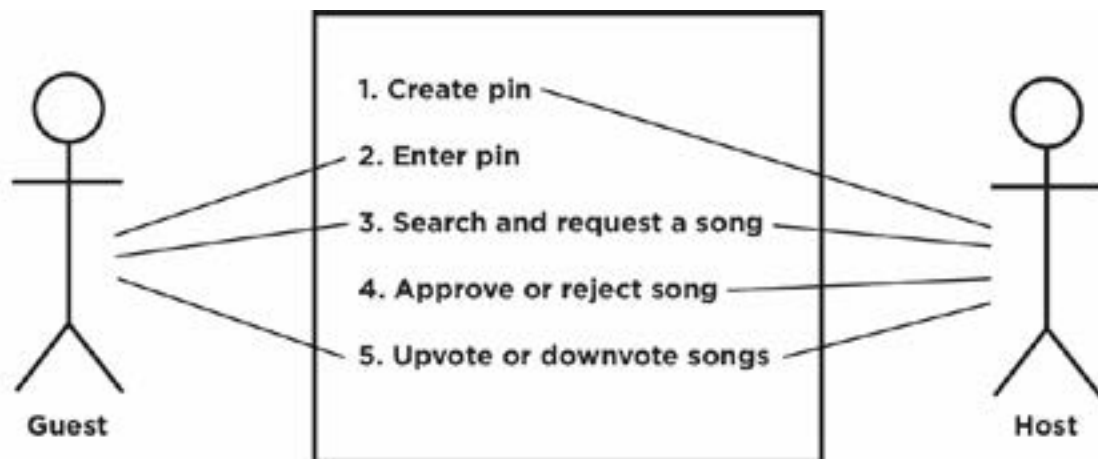 1. Create pin
2. Enter pin
3. Search and request a song
4. Approve or reject song
5. Upvote or downvote songs
Guest
Host